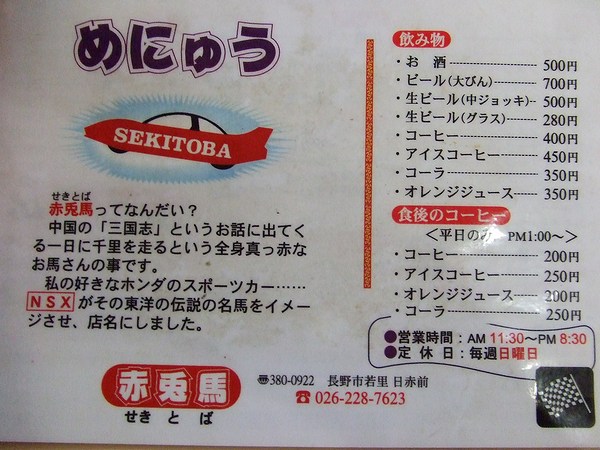 めにゅう
SEKITOBA
せきとば
赤兎馬ってなんだい？
中国の「三国志」というお話に出てく
る一日に千里を走るという全身真っ赤な
お馬さんの事です。
私の好きなホンダのスポーツカー……
NSXがその東洋の伝説の名馬をイメー
ジさせ、店名にしました。
赤兎馬
せきとば
〠380-0922 長野市若里 日赤前
☎026-228-7623
飲み物
・お 酒 500円
・ビール(大びん) 700円
・生ビール(中ジョッキ) 500円
・生ビール(グラス) 280円
・コーヒー 400円
・アイスコーヒー 450円
・コーラ 350円
・オレンジジュース 350円
食後のコーヒー
＜平日のみ PM1:00～＞
・コーヒー 200円
・アイスコーヒー 250円
・オレンジジュース 200円
・コーラ 250円
●営業時間：AM 11:30～PM 8:30
●定休日：毎週日曜日